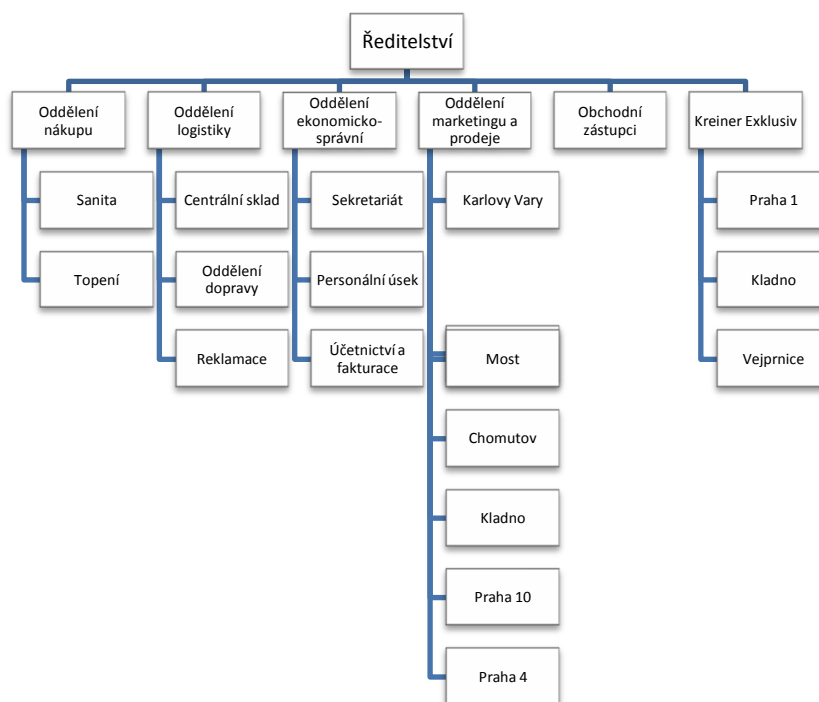 Ředitelství
Oddělení
nákupu
Oddělení
logistiky
Oddělení
ekonomicko-
správní
Oddělení
marketingu a
prodeje
Obchodní
zástupci
Kreiner Exklusiv
Sanita
Centrální sklad
Sekretariát
Karlovy Vary
Praha 1
Topení
Oddělení
dopravy
Personální úsek
Kladno
Reklamace
Účetnictví a
fakturace
Most
Vejprnice
Chomutov
Kladno
Praha 10
Praha 4